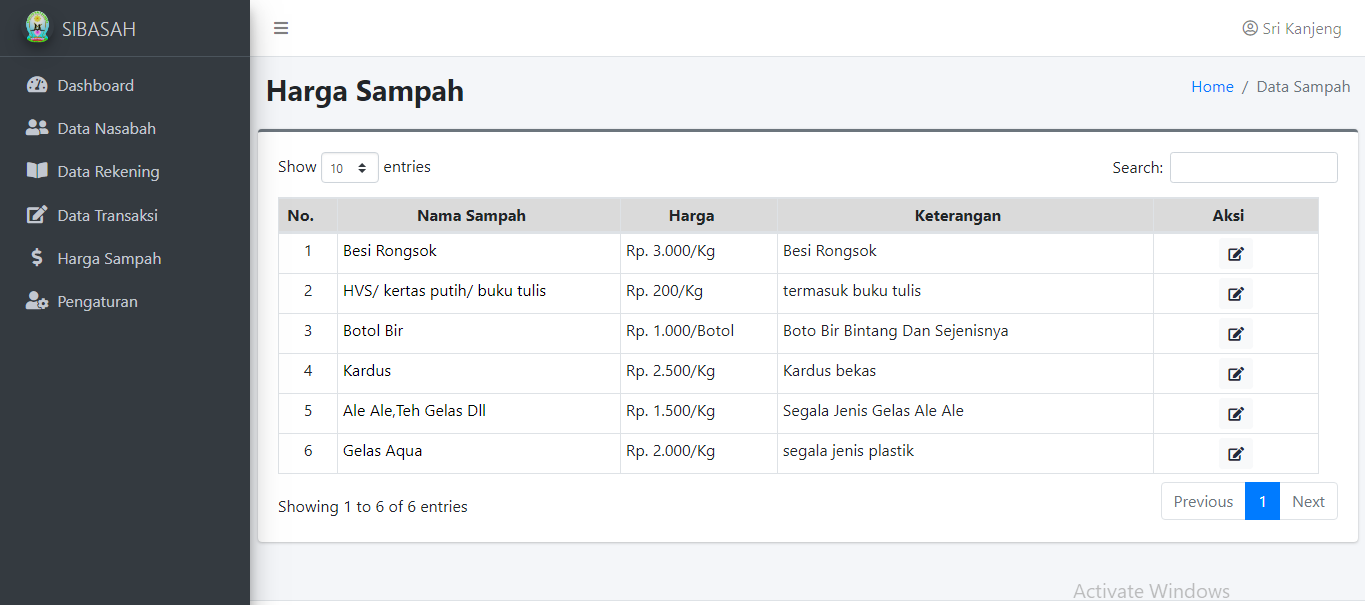 SIBASAH
Sri Kanjeng
Dashboard
Data Nasabah
Data Rekening
Data Transaksi
Harga Sampah
Pengaturan
Harga Sampah
Home / Data Sampah
Show 10 entries
Search:
No. Nama Sampah Harga Keterangan Aksi
1 Besi Rongsok Rp. 3.000/Kg Besi Rongsok
2 HVS/ kertas putih/ buku tulis Rp. 200/Kg termasuk buku tulis
3 Botol Bir Rp. 1.000/Botol Boto Bir Bintang Dan Sejenisnya
4 Kardus Rp. 2.500/Kg Kardus bekas
5 Ale Ale,Teh Gelas Dll Rp. 1.500/Kg Segala Jenis Gelas Ale Ale
6 Gelas Aqua Rp. 2.000/Kg segala jenis plastik
Showing 1 to 6 of 6 entries
Previous 1 Next
Activate Windows